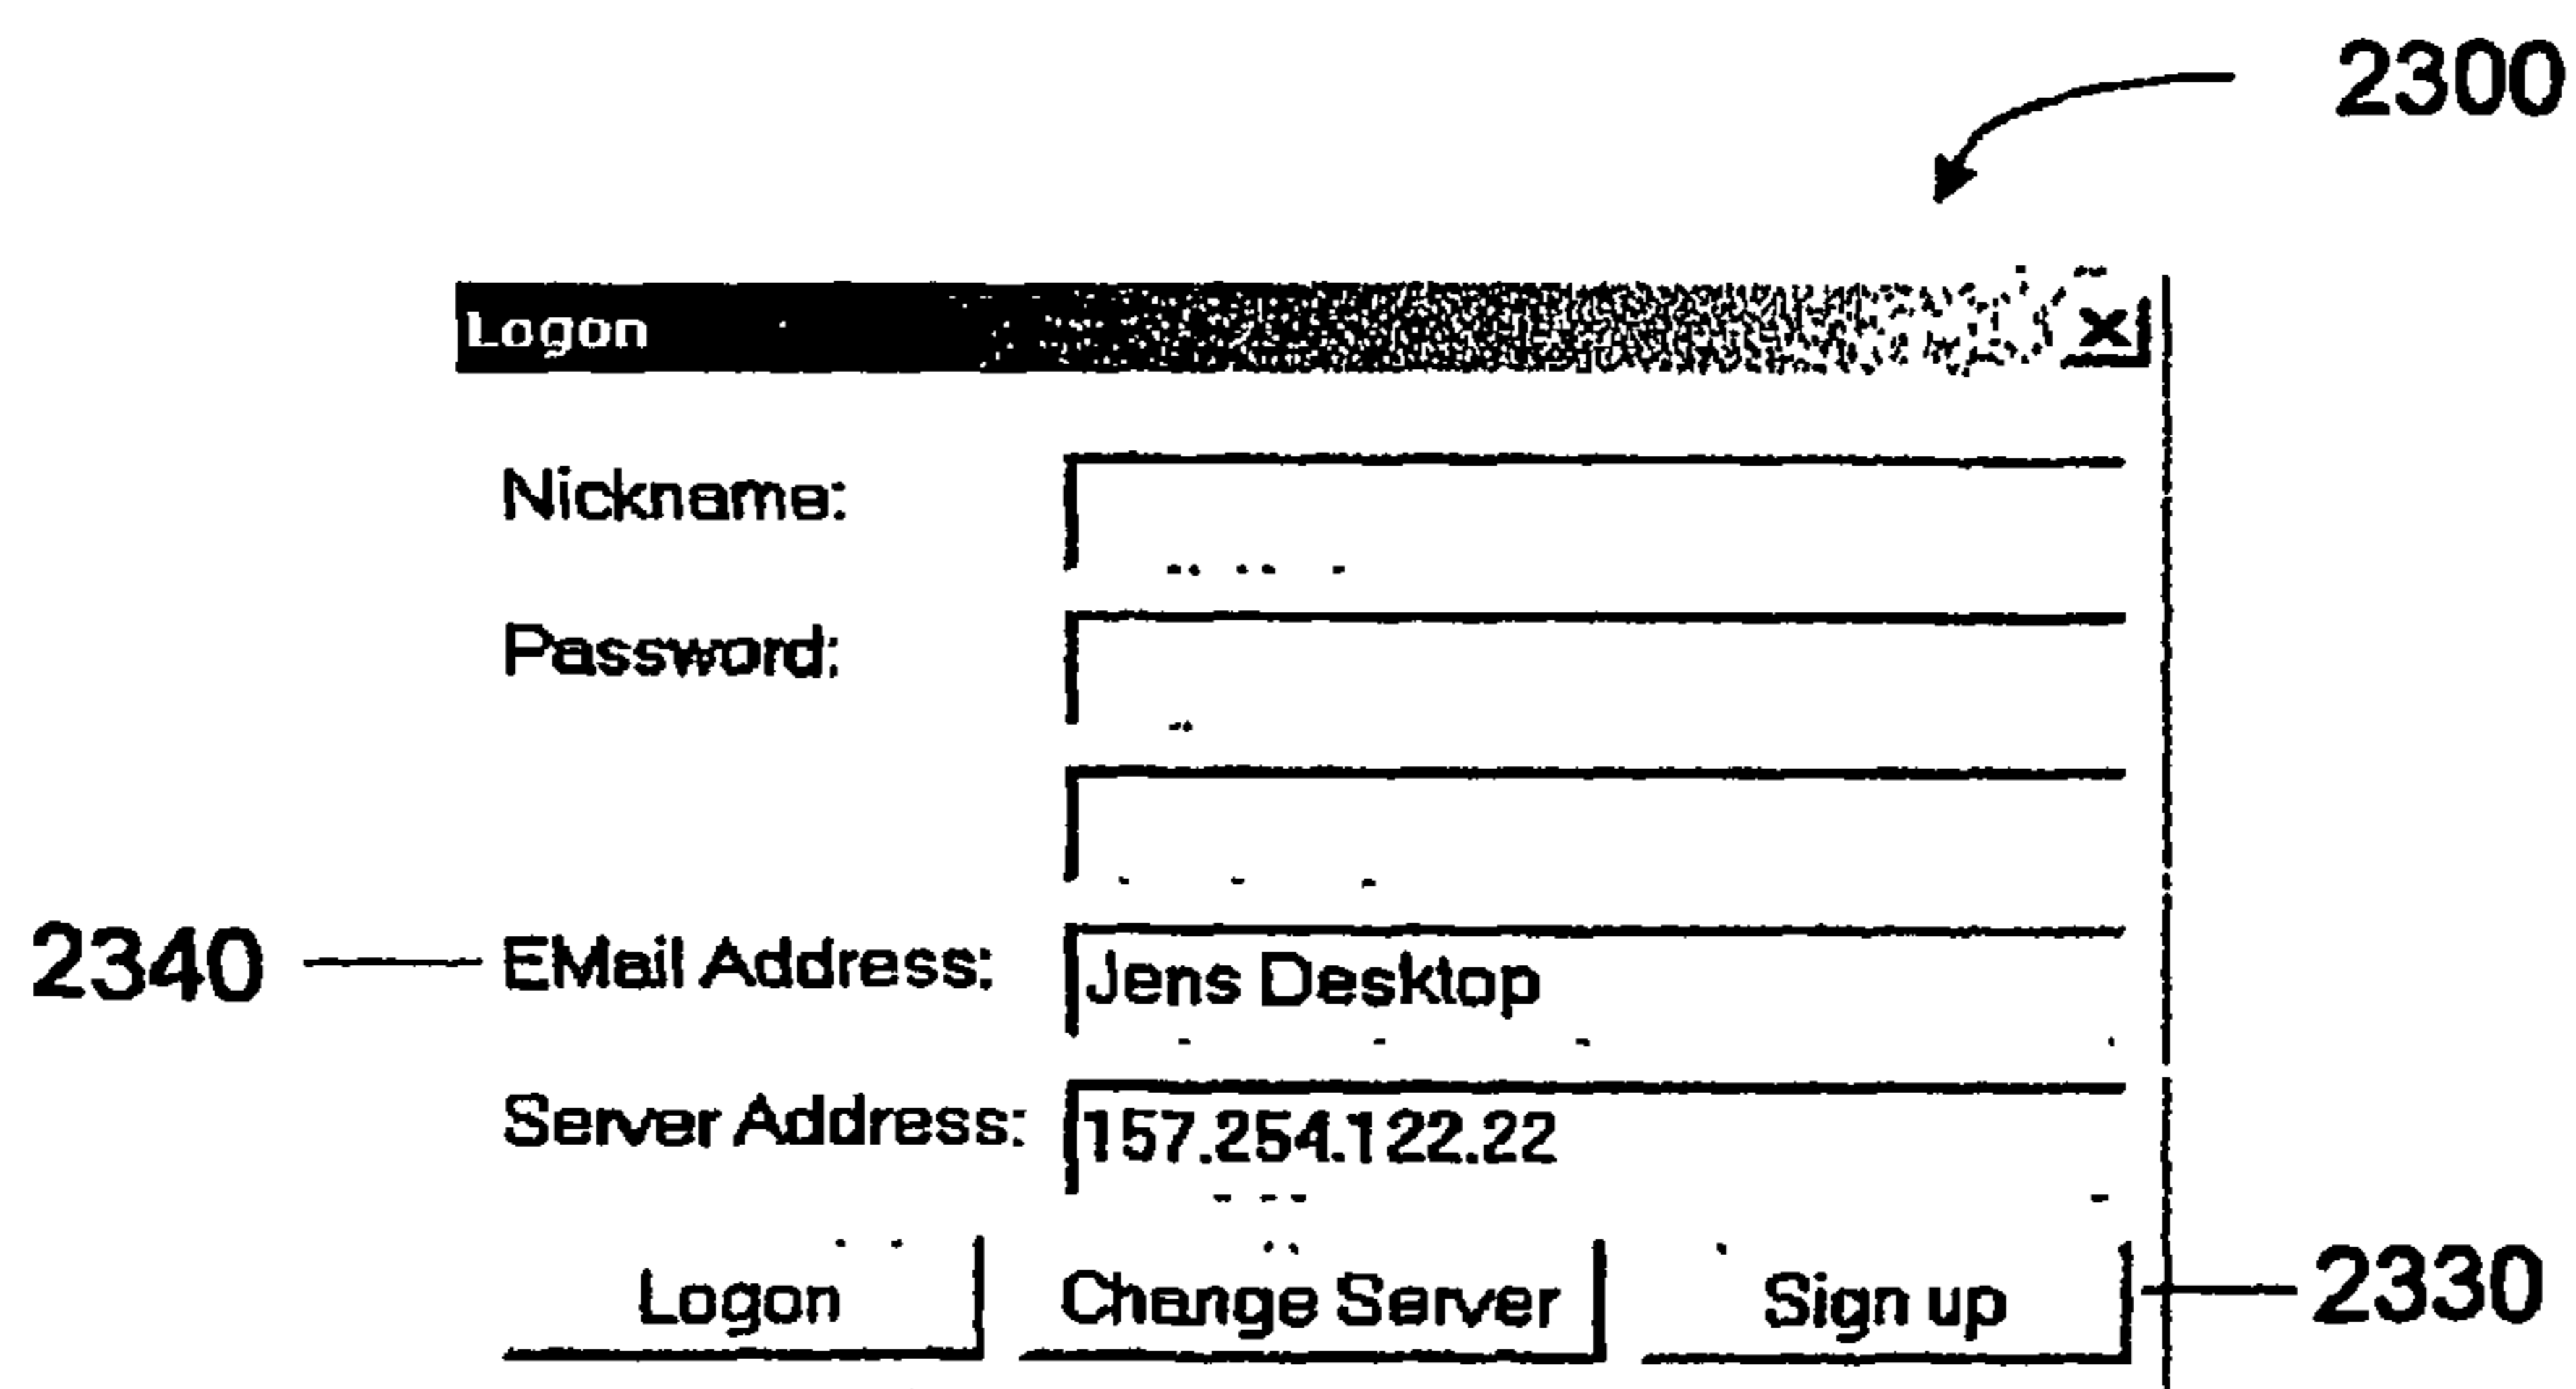 2300
Logon
Nickname:
Password:
2340 EMail Address: Jens Desktop
Server Address: 157.254.122.22
Logon Change Server Sign up 2330